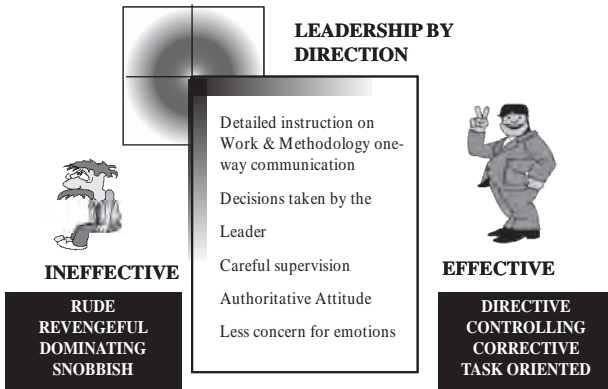 LEADERSHIP BY
DIRECTION
Detailed instruction on
Work & Methodology one-
way communication
Decisions taken by the
Leader
Careful supervision
Authoritative Attitude
Less concern for emotions
INEFFECTIVE
RUDE
REVENGEFUL
DOMINATING
SNOBBISH
EFFECTIVE
DIRECTIVE
CONTROLLING
CORRECTIVE
TASK ORIENTED